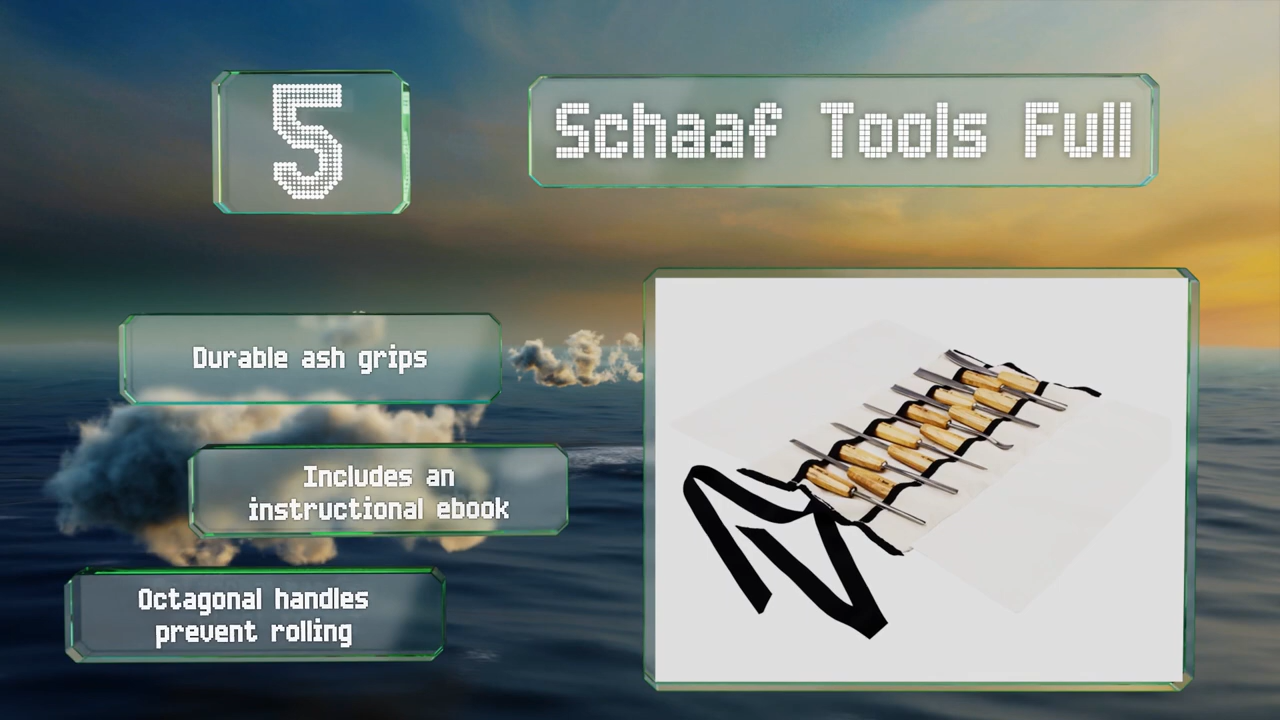 5
Schaaf Tools Full
Durable ash grips
Includes an
instructional ebook
Octagonal handles
prevent rolling